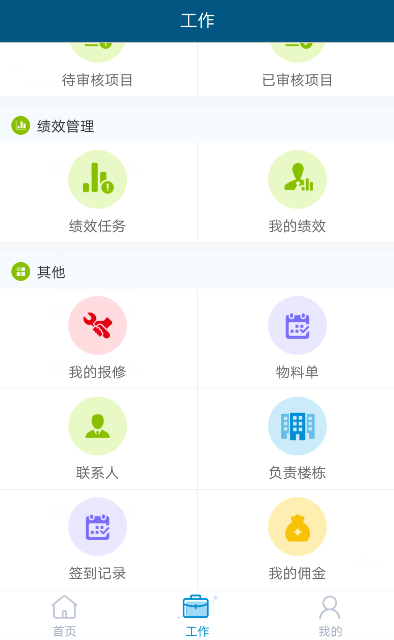 工作
待审核项目
已审核项目
绩效管理
绩效任务
我的绩效
其他
我的报修
物料单
联系人
负责楼栋
签到记录
我的佣金
首页
工作
我的